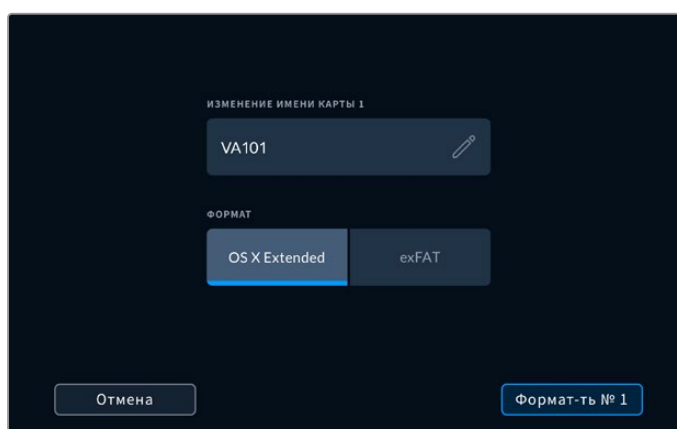 ИЗМЕНЕНИЕ ИМЕНИ КАРТЫ 1
VA101
ФОРМАТ
OS X Extended exFAT
Отмена Формат-ть № 1